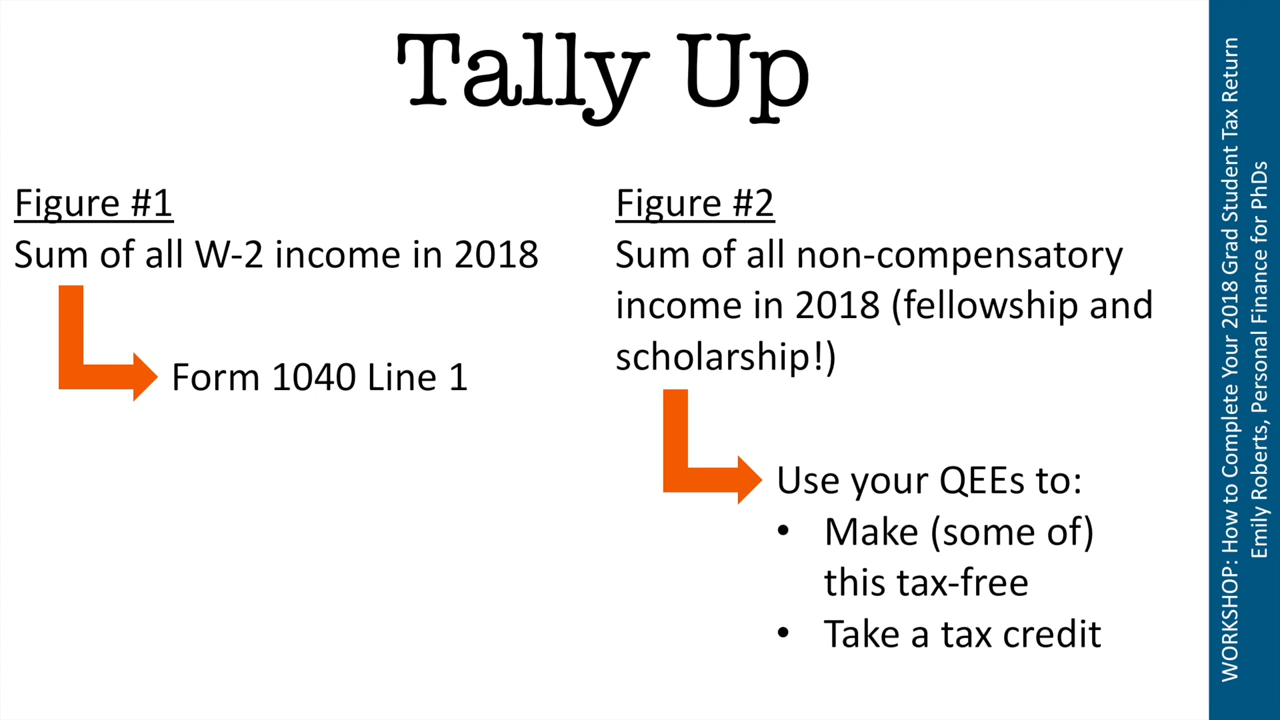 Tally Up
Figure #1
Sum of all W-2 income in 2018
Form 1040 Line 1
Figure #2
Sum of all non-compensatory
income in 2018 (fellowship and
scholarship!)
Use your QEEs to:
• Make (some of)
this tax-free
• Take a tax credit
WORKSHOP: How to Complete Your 2018 Grad Student Tax Return
Emily Roberts, Personal Finance for PhDs